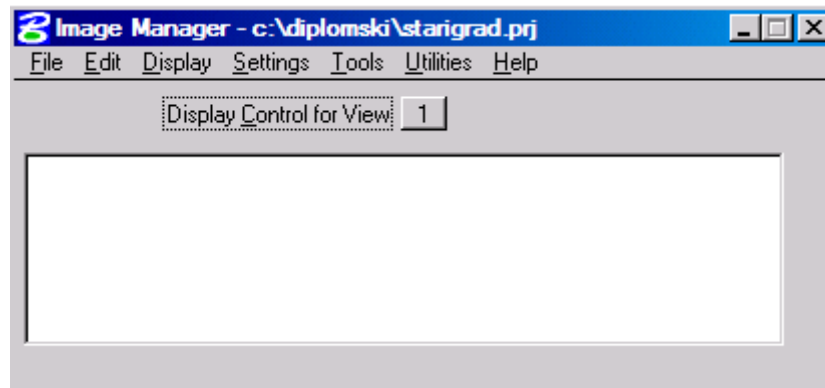 Image Manager - c:\diplomski\starigrad.prj
File Edit Display Settings Tools Utilities Help
Display Control for View 1